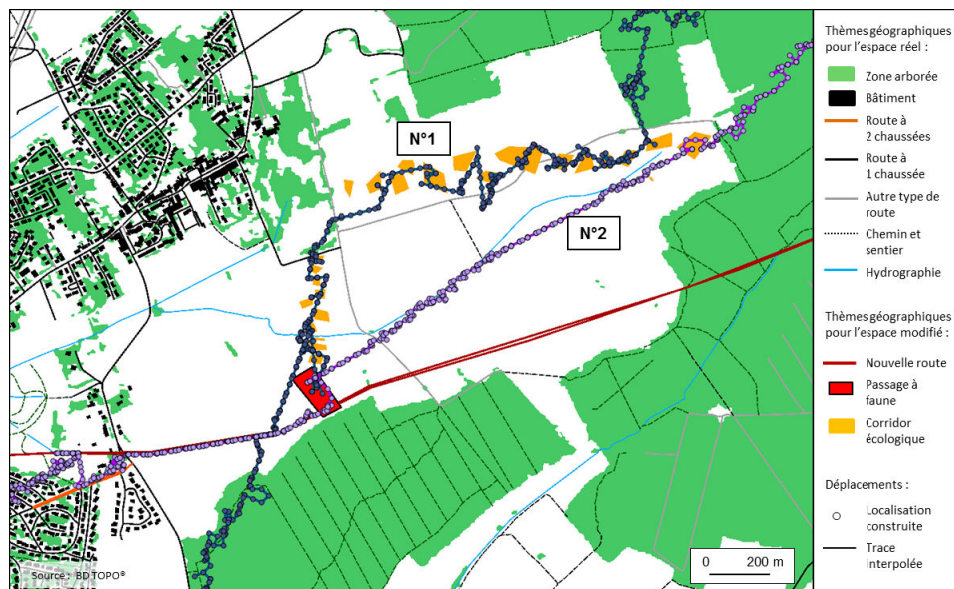 N°1
N°2
Source : BD TOPO®
0 200 m
Thèmesgéographiques
pour l'espace réel :
Zone arborée
Bâtiment
Route à
2 chaussées
Route à
1 chaussée
Autre type de
route
Chemin et
sentier
Hydrographie
Thèmesgéographiques
pour l'espace modifié :
Nouvelle route
Passage à
faune
Corridor
écologique
Déplacements :
Localisation
construite
Trace
Interpolée